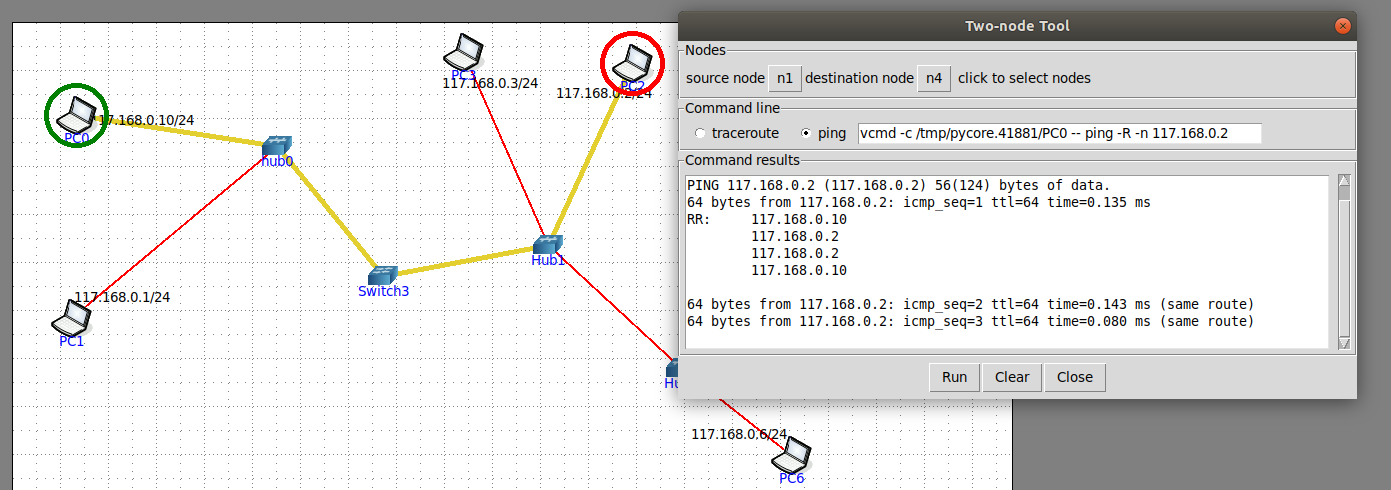 PC3
117.168.0.3/24
PC2
117.168.0.2/24
17.168.0.10/24
PC0
hub0
Hub1
Switch3
117.168.0.1/24
PC1
Hu
117.168.0.6/24
PC6
Two-node Tool
Nodes
source node n1 destination node n4 click to select nodes
Command line
traceroute ping vcmd -c /tmp/pycore.41881/PC0 -- ping -R -n 117.168.0.2
Command results
PING 117.168.0.2 (117.168.0.2) 56(124) bytes of data.
64 bytes from 117.168.0.2: icmp_seq=1 ttl=64 time=0.135 ms
RR: 117.168.0.10
117.168.0.2
117.168.0.2
117.168.0.10
64 bytes from 117.168.0.2: icmp_seq=2 ttl=64 time=0.143 ms (same route)
64 bytes from 117.168.0.2: icmp_seq=3 ttl=64 time=0.080 ms (same route)
Run Clear Close